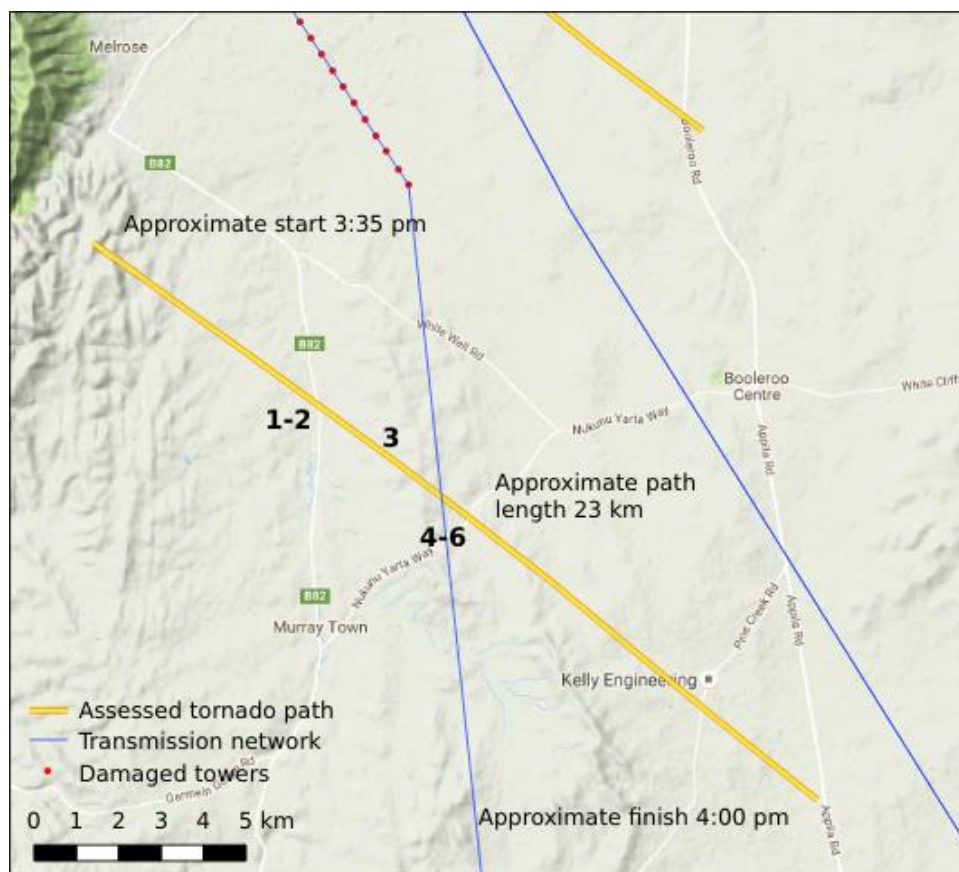 Melrose
B82
Booleroo Rd
Approximate start 3:35 pm
White Well Rd
B82
Booleroo
Centre
White Cliff
Nukunu Yarta Way
1-2
3
Appila Rd
Approximate path
length 23 km
4-6
Nukunu Yarta Way
B82
Pine Creek Rd
Appila Rd
Murray Town
Kelly Engineering
Assessed tornado path
Transmission network
Damaged towers
Germein Gorge Rd
Approximate finish 4:00 pm
Appila Rd
0 1 2 3 4 5 km